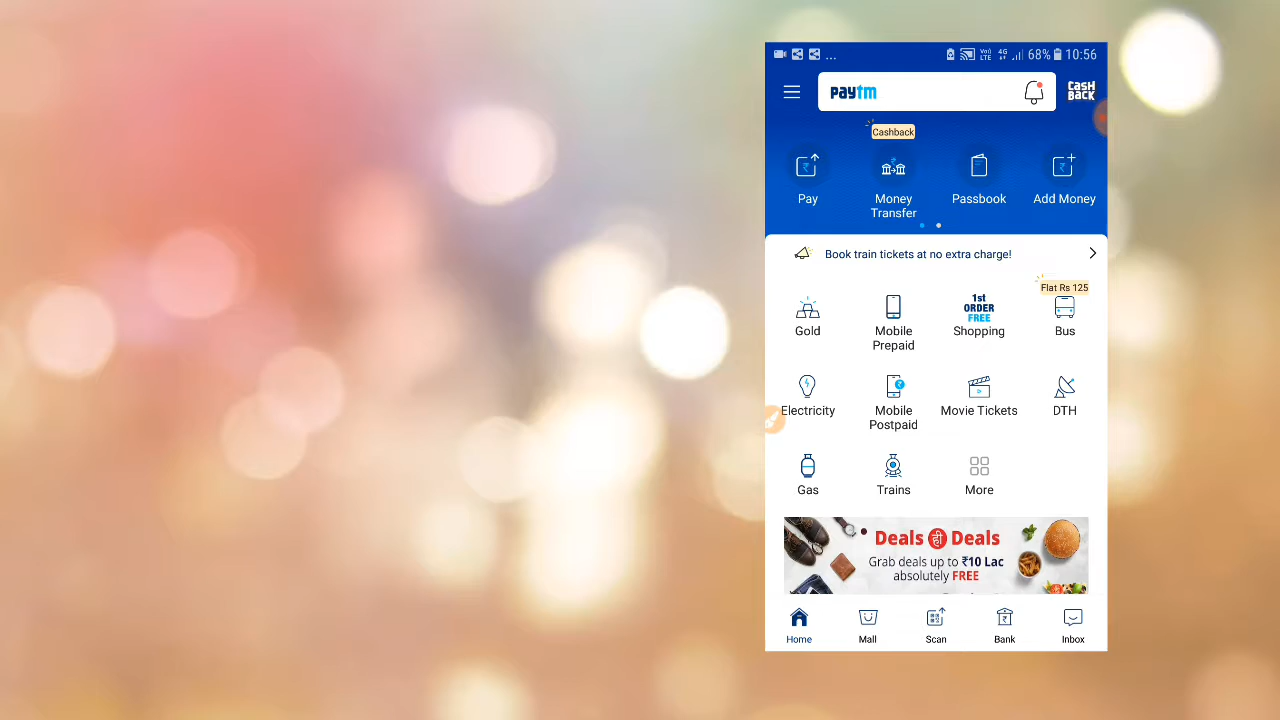 ... VoLTE 4G 68% 10:56
paytm CASH BACK
Cashback
Pay Money Transfer Passbook Add Money
Book train tickets at no extra charge!
Flat Rs 125
1st ORDER FREE
Gold Mobile Prepaid Shopping Bus
Electricity Mobile Postpaid Movie Tickets DTH
Gas Trains More
Deals ही Deals
Grab deals up to ₹10 Lac
absolutely FREE
Home Mall Scan Bank Inbox